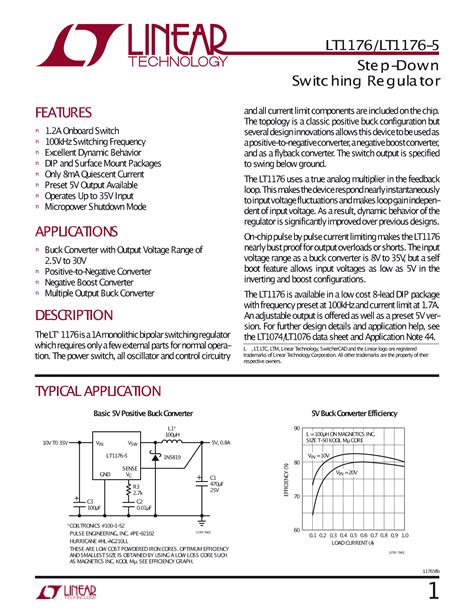 LINEAR
TECHNOLOGY
LT1176/LT1176-5
Step-Down
Switching Regulator
FEATURES
1.2A Onboard Switch
100kHz Switching Frequency
Excellent Dynamic Behavior
DIP and Surface Mount Packages
Only 8mA Quiescent Current
Preset 5V Output Available
Operates Up to 35V Input
Micropower Shutdown Mode
APPLICATIONS
Buck Converter with Output Voltage Range of
2.5V to 30V
Positive-to-Negative Converter
Negative Boost Converter
Multiple Output Buck Converter
DESCRIPTION
The LT 1176 is a 1A monolithic bipolar switching regulator
which requires only a few external parts for normal opera-
tion. The power switch, all oscillator and control circuitry
and all current limit components are included on the chip.
The topology is a classic positive buck configuration but
several design innovations allows this device to be used as
a positive-to-negative converter, a negative boost converter,
and as a flyback converter. The switch output is specified
to swing below ground.
The LT1176 uses a true analog multiplier in the feedback
loop. This makes the device respond nearly instantaneously
to input voltage fluctuations and makes loop gain indepen-
dent of input voltage. As a result, dynamic behavior of the
regulator is significantly improved over previous designs.
On-chip pulse by pulse current limiting makes the LT1176
nearly bust proof for output overloads or shorts. The input
voltage range as a buck converter is 8V to 35V, but a self
boot feature allows input voltages as low as 5V in the
inverting and boost configurations.
The LT1176 is available in a low cost 8-lead DIP package
with frequency preset at 100kHz and current limit at 1.7A.
An adjustable output is offered as well as a preset 5V ver-
sion. For further design details and application help, see
the LT1074/LT1076 data sheet and Application Note 44.
L, LT, LTC, LTM, Linear Technology, SwitcherCAD and the Linear logo are registered
trademarks of Linear Technology Corporation. All other trademarks are the property of their
respective owners.
TYPICAL APPLICATION
Basic 5V Positive Buck Converter
10V TO 35V
VIN
VSW
LT1176-5
SENSE
VC
L1*
100µH
5V, 0.8A
1N5819
R3
2.7k
C2
0.01µF
C3
100µF
C1
470µF
25V
*COILTRONICS #100-1-52
PULSE ENGINEERING, INC. #PE-92102
HURRICANE #HL-AG210LL
THESE ARE LOW COST POWDERED IRON CORES. OPTIMUM EFFICIENCY
AND SMALLEST SIZE IS OBTAINED BY USING A LOW LOSS CORE SUCH
AS MAGNETICS INC. KOOL Mµ. SEE EFFICIENCY GRAPH.
5V Buck Converter Efficiency
L = 100µH ON MAGNETICS INC.
SIZE T-50 KOOL Mµ CORE
VIN = 10V
VIN = 20V
EFFICIENCY (%)
90
80
70
60
0.1 0.2 0.3 0.4 0.5 0.6 0.7 0.8 0.9 1.0
LOAD CURRENT (A)
11765fb
LINEAR
TECHNOLOGY
1